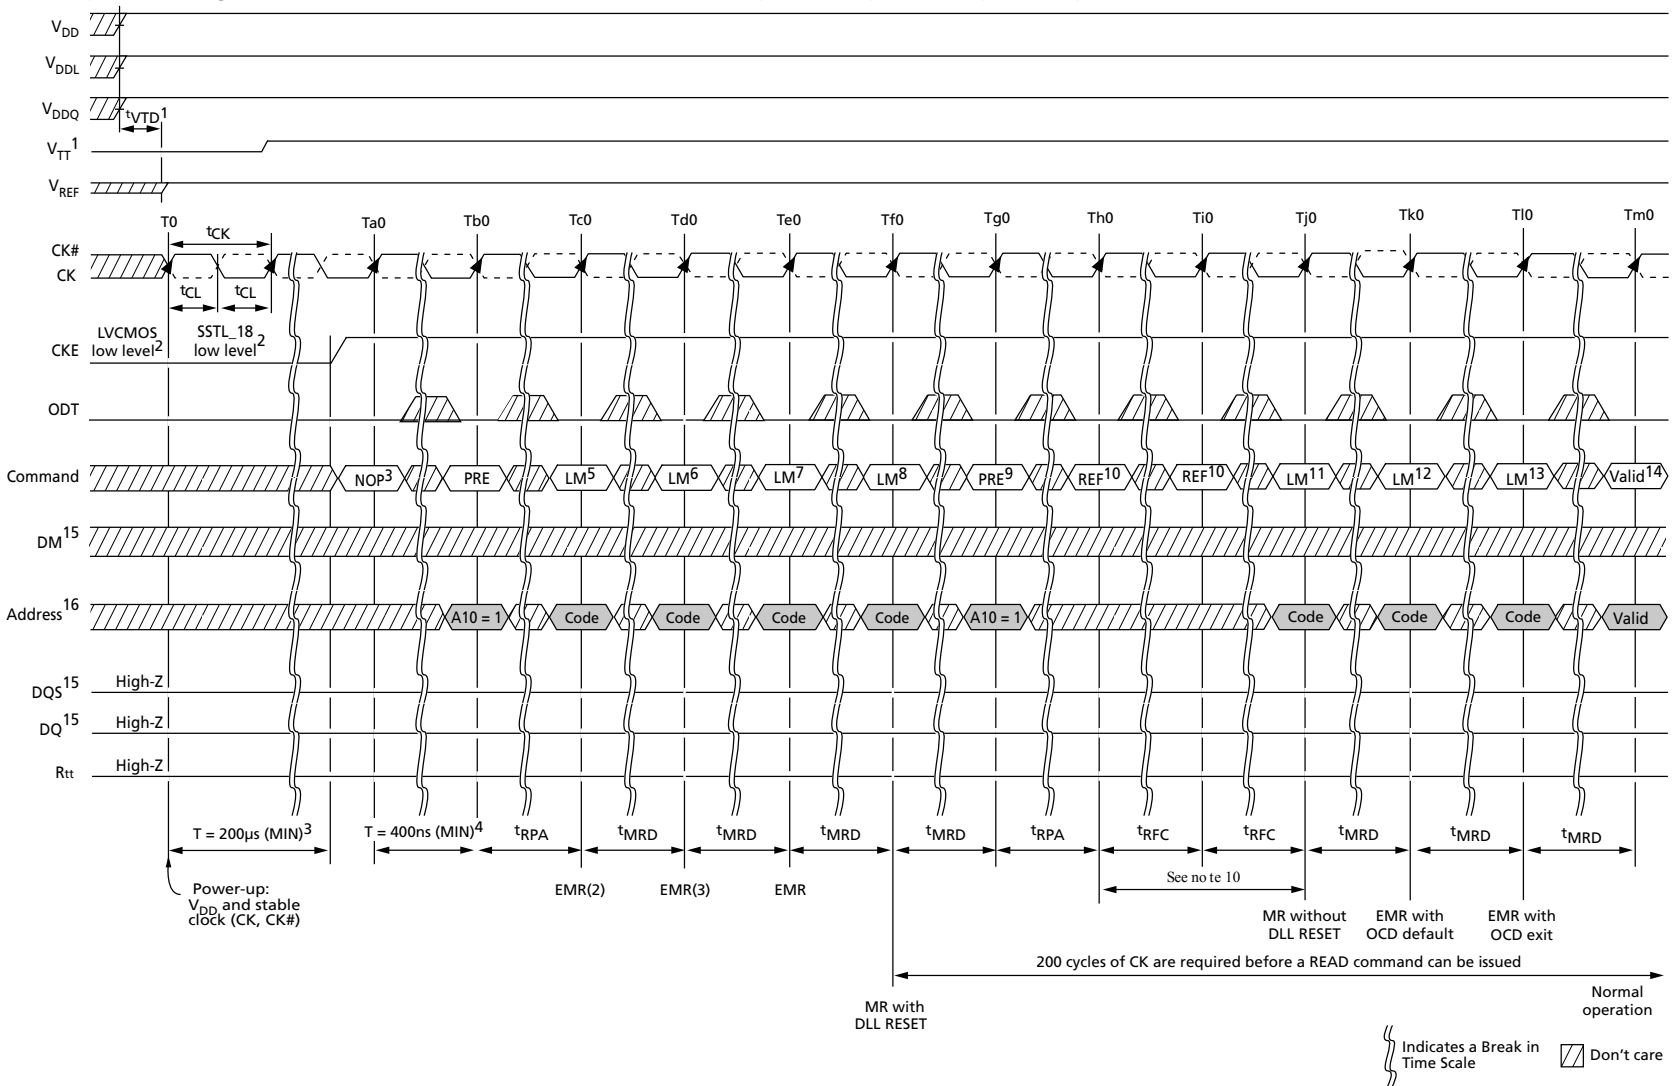 VDD
VDDL
VDDQ
tVTD1
VTT1
VREF
T0 Ta0 Tb0 Tc0 Td0 Te0 Tf0 Tg0 Th0 Ti0 Tj0 Tk0 Tl0 Tm0
tCK
CK#
CK
tCL tCL
LVCMOS
low level2
SSTL_18
low level2
CKE
ODT
Command NOP3 PRE LM5 LM6 LM7 LM8 PRE9 REF10 REF10 LM11 LM12 LM13 Valid14
DM15
Address16 A10 = 1 Code Code Code Code A10 = 1 Code Code Code Valid
DQS15 High-Z
DQ15 High-Z
Rtt High-Z
T = 200µs (MIN)3 T = 400ns (MIN)4 tRPA tMRD tMRD tMRD tMRD tRPA tRFC tRFC tMRD tMRD tMRD
Power-up:
VDD and stable
clock (CK, CK#)
EMR(2) EMR(3) EMR
See no te 10
MR without
DLL RESET
EMR with
OCD default
EMR with
OCD exit
200 cycles of CK are required before a READ command can be issued
MR with
DLL RESET
Normal
operation
Indicates a Break in
Time Scale
Don't care